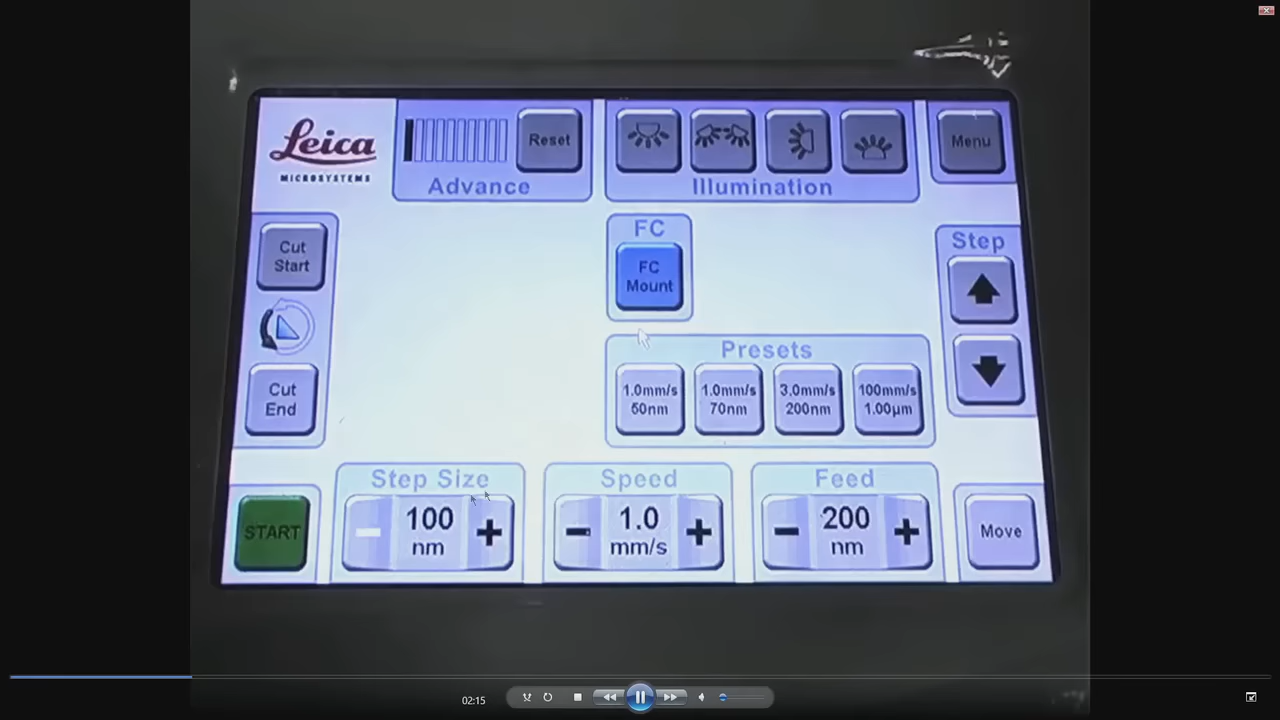 Leica
MICROSYSTEMS
Reset
Advance
Illumination
Menu
Cut
Start
FC
FC
Mount
Step
Presets
1.0mm/s
50nm
1.0mm/s
70nm
3.0mm/s
200nm
100mm/s
1.00µm
Cut
End
START
Step Size
100
nm
Speed
1.0
mm/s
Feed
200
nm
Move
02:15